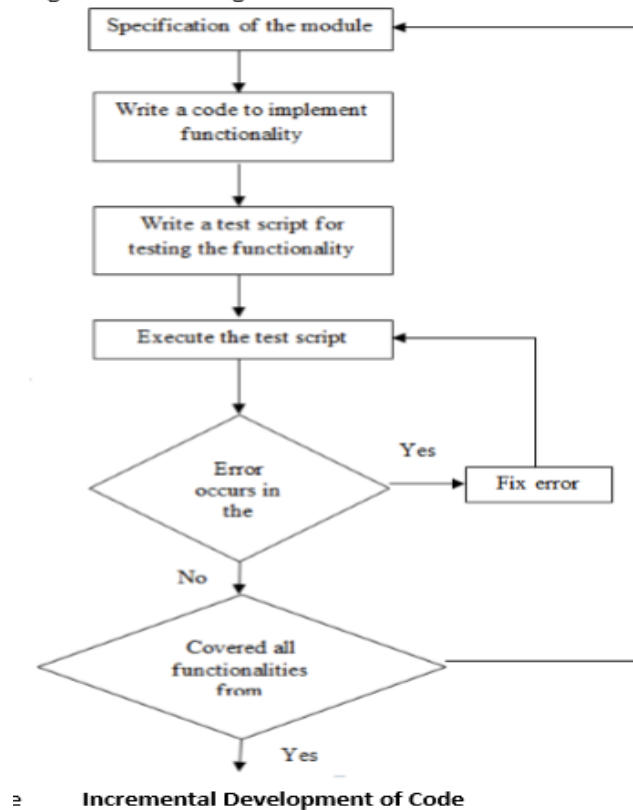 Specification of the module
Write a code to implement
functionality
Write a test script for
testing the functionality
Execute the test script
Error
occurs in
the
Yes
Fix error
No
Covered all
functionalities
from
Yes
e Incremental Development of Code